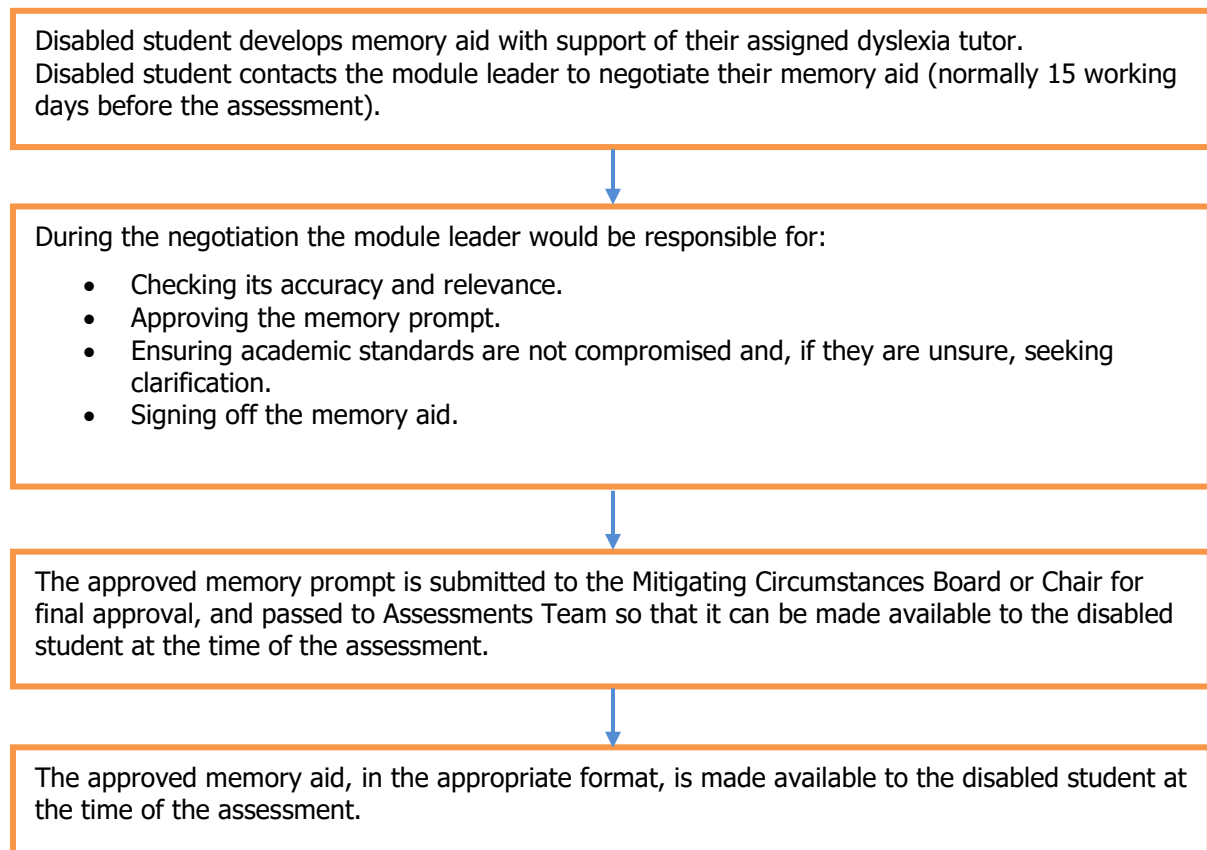 Disabled student develops memory aid with support of their assigned dyslexia tutor.
Disabled student contacts the module leader to negotiate their memory aid (normally 15 working
days before the assessment).
During the negotiation the module leader would be responsible for:
• Checking its accuracy and relevance.
• Approving the memory prompt.
• Ensuring academic standards are not compromised and, if they are unsure, seeking
clarification.
• Signing off the memory aid.
The approved memory prompt is submitted to the Mitigating Circumstances Board or Chair for
final approval, and passed to Assessments Team so that it can be made available to the disabled
student at the time of the assessment.
The approved memory aid, in the appropriate format, is made available to the disabled student at
the time of the assessment.